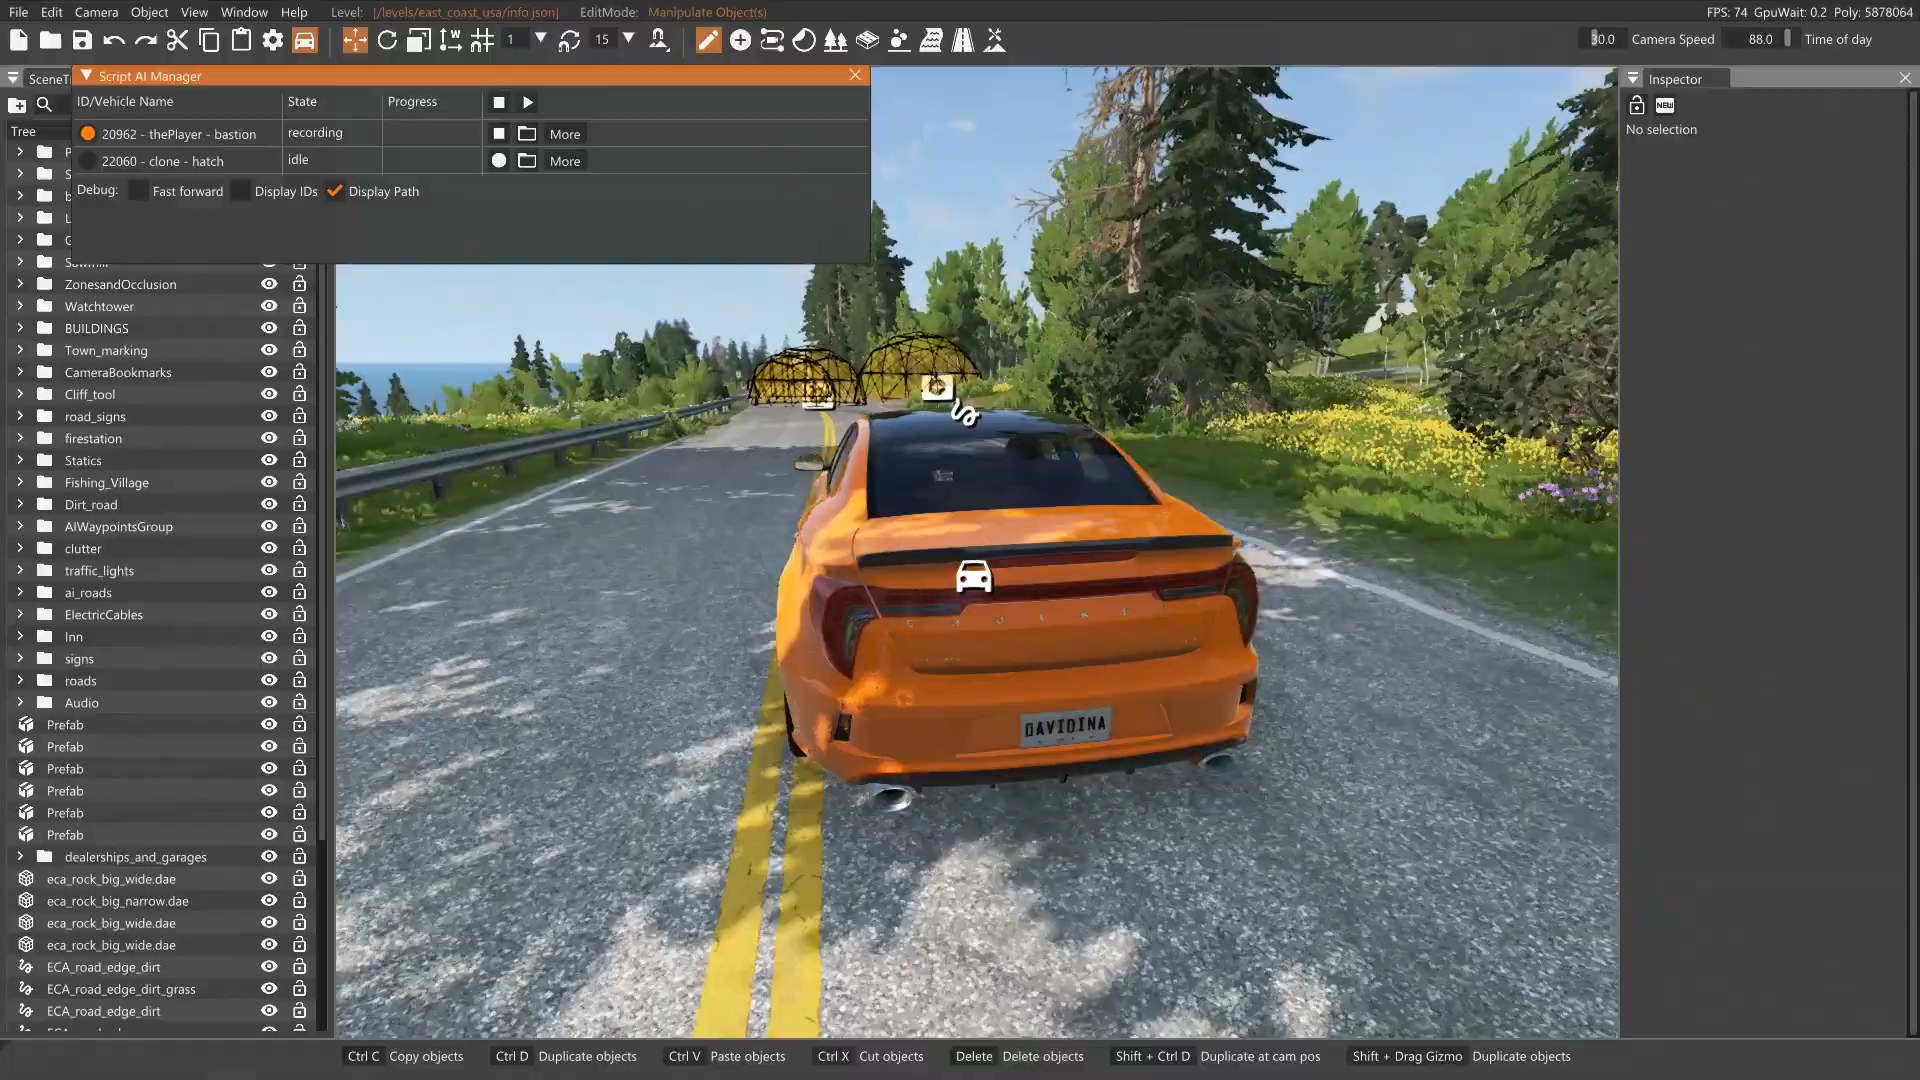 File Edit Camera Object View Window Help Level: [/levels/east_coast_usa/info.json] EditMode: Manipulate Object(s) FPS: 74 GpuWait: 0.2 Poly: 5878064
1 15 30.0 Camera Speed 88.0 Time of day
Script AI Manager
ID/Vehicle Name State Progress
20962 - thePlayer - bastion recording More
22060 - clone - hatch idle More
Debug: Fast forward Display IDs Display Path
Inspector
NEW
No selection
Tree
ZonesandOcclusion
Watchtower
BUILDINGS
Town_marking
CameraBookmarks
Cliff_tool
road_signs
firestation
Statics
Fishing_Village
Dirt_road
AIWaypointsGroup
clutter
traffic_lights
ai_roads
ElectricCables
Inn
signs
roads
Audio
Prefab
Prefab
Prefab
Prefab
Prefab
Prefab
dealerships_and_garages
eca_rock_big_wide.dae
eca_rock_big_narrow.dae
eca_rock_big_wide.dae
eca_rock_big_wide.dae
ECA_road_edge_dirt
ECA_road_edge_dirt_grass
ECA_road_edge_dirt
DAVIDINA
Ctrl C Copy objects Ctrl D Duplicate objects Ctrl V Paste objects Ctrl X Cut objects Delete Delete objects Shift + Ctrl D Duplicate at cam pos Shift + Drag Gizmo Duplicate objects